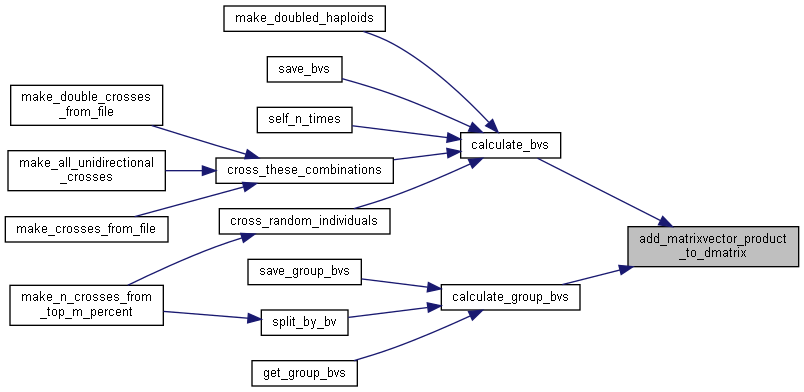 make_doubled_haploids
save_bvs
make_double_crosses
_from_file
self_n_times
calculate_bvs
make_all_unidirectional
_crosses
cross_these_combinations
make_crosses_from_file
cross_random_individuals
add_matrixvector_product
_to_dmatrix
save_group_bvs
make_n_crosses_from
_top_m_percent
calculate_group_bvs
split_by_bv
get_group_bvs